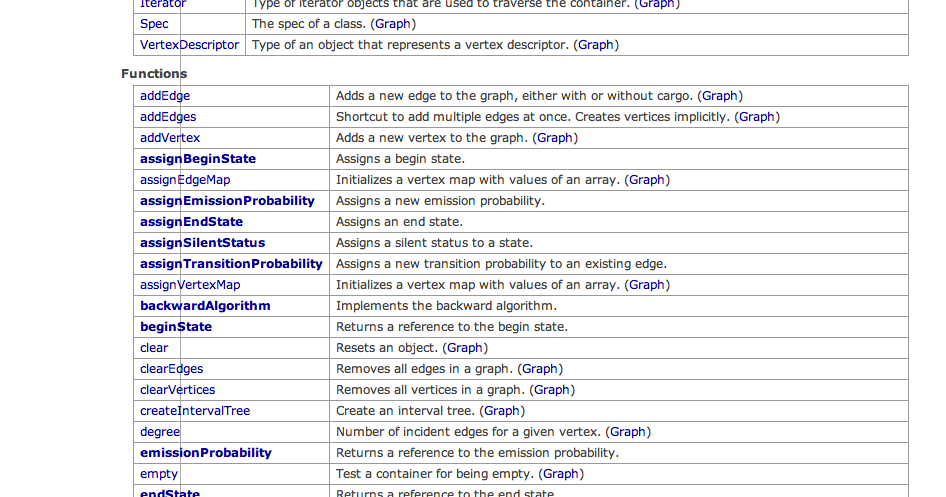 Iterator Type of iterator objects that are used to traverse the container. (Graph)
Spec The spec of a class. (Graph)
VertexDescriptor Type of an object that represents a vertex descriptor. (Graph)
Functions
addEdge Adds a new edge to the graph, either with or without cargo. (Graph)
addEdges Shortcut to add multiple edges at once. Creates vertices implicitly. (Graph)
addVertex Adds a new vertex to the graph. (Graph)
assignBeginState Assigns a begin state.
assignEdgeMap Initializes a vertex map with values of an array. (Graph)
assignEmissionProbability Assigns a new emission probability.
assignEndState Assigns an end state.
assignSilentStatus Assigns a silent status to a state.
assignTransitionProbability Assigns a new transition probability to an existing edge.
assignVertexMap Initializes a vertex map with values of an array. (Graph)
backwardAlgorithm Implements the backward algorithm.
beginState Returns a reference to the begin state.
clear Resets an object. (Graph)
clearEdges Removes all edges in a graph. (Graph)
clearVertices Removes all vertices in a graph. (Graph)
createIntervalTree Create an interval tree. (Graph)
degree Number of incident edges for a given vertex. (Graph)
emissionProbability Returns a reference to the emission probability.
empty Test a container for being empty. (Graph)
endState Returns a reference to the end state.